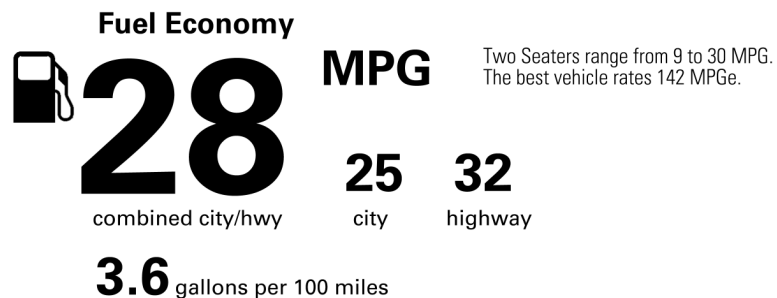 Fuel Economy
28 MPG
Two Seaters range from 9 to 30 MPG.
The best vehicle rates 142 MPGe.
25 32
combined city/hwy city highway
3.6 gallons per 100 miles